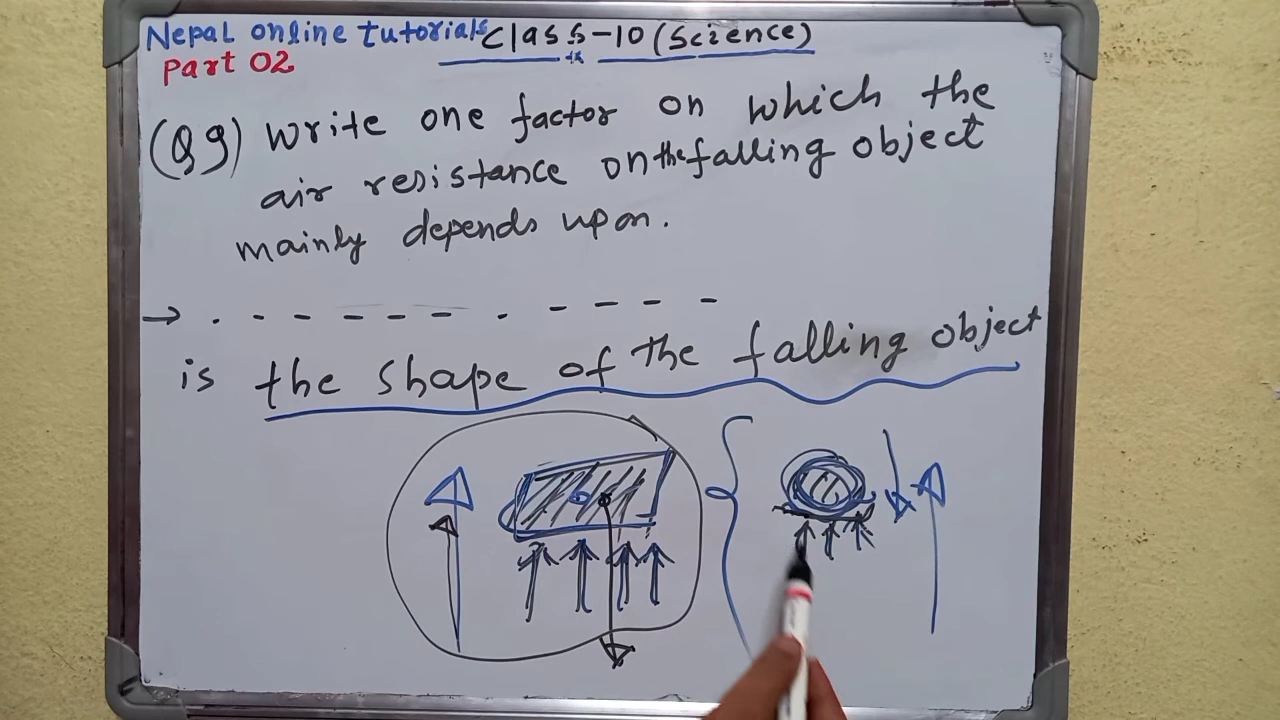 Nepal online tutorials Class-10 (Science)
Part 02
(Q9) Write one factor on which the
air resistance on the falling object
mainly depends upon.
→ . - - - - - - . - - - - -
is the shape of the falling object